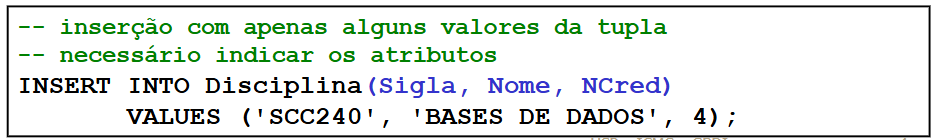 -- inserção com apenas alguns valores da tupla
-- necessário indicar os atributos
INSERT INTO Disciplina(Sigla, Nome, NCred)
VALUES ('SCC240', 'BASES DE DADOS', 4);